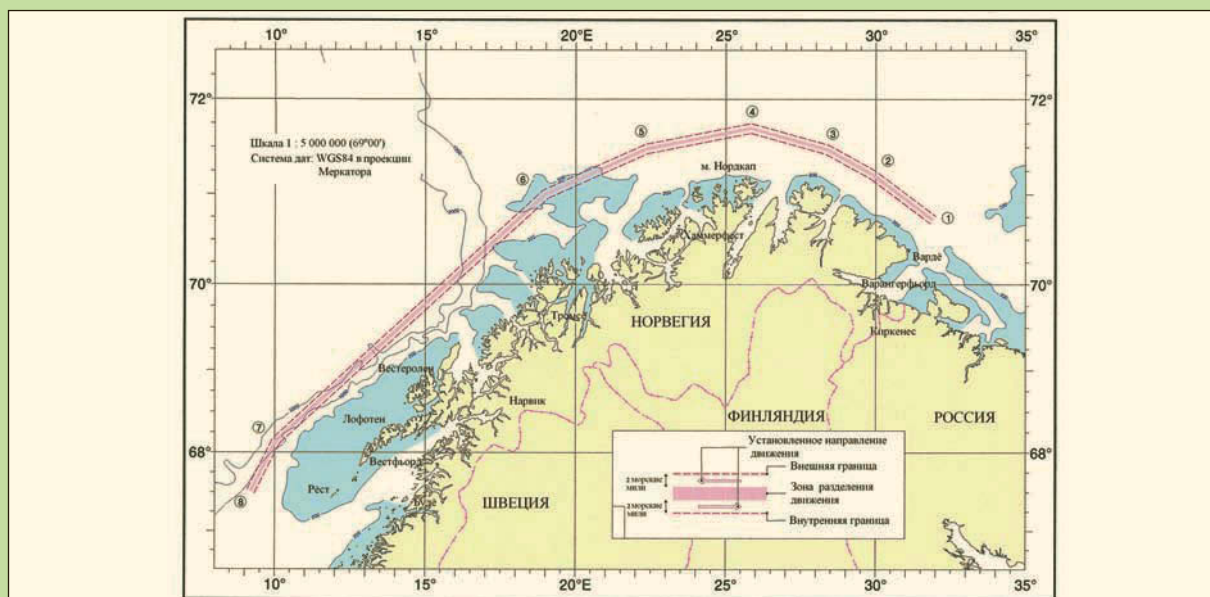 10° 15° 20°E 25° 30° 35°
72°
72°
Шкала 1 : 5 000 000 (69°00')
Система дат: WGS84 в проекции
Меркатора
⑤ ④ ③
②
⑥
м. Нордкап
①
Хаммерфест
70°
70°
Вардё
Варангерфьорд
Тромсё
НОРВЕГИЯ
Киркенес
Вестеролен
Нарвик
Лофотен
ФИНЛЯНДИЯ
РОССИЯ
⑦
68°
68°
Вестфьорд
Рёст
⑧
Будё
ШВЕЦИЯ
Установленное направление
движения
Внешняя граница
2 морские
мили
Зона разделения
движения
2 морские
мили
Внутренняя граница
10° 15° 20°E 25° 30° 35°